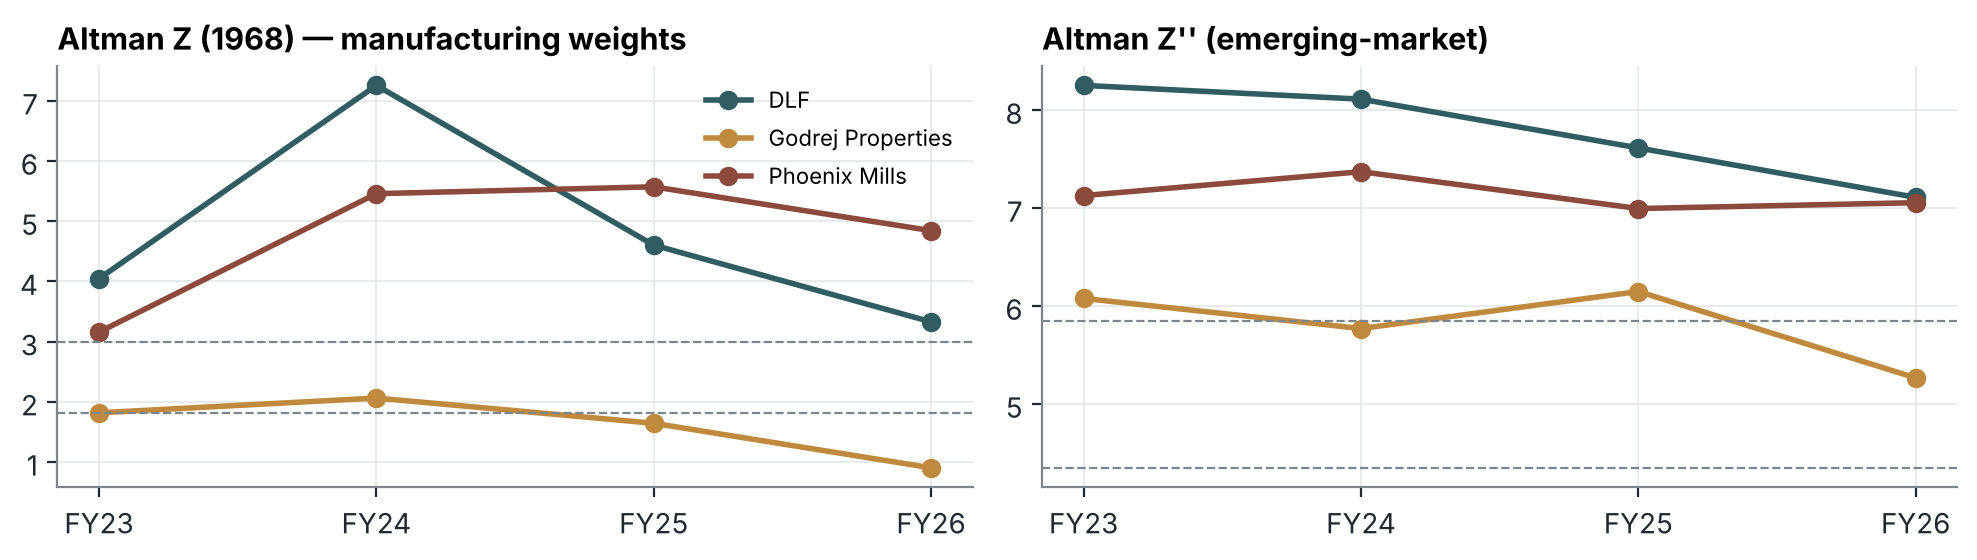 Altman Z (1968) — manufacturing weights
7
6
5
4
3
2
1
DLF
Godrej Properties
Phoenix Mills
FY23 FY24 FY25 FY26
Altman Z'' (emerging-market)
8
7
6
5
FY23 FY24 FY25 FY26